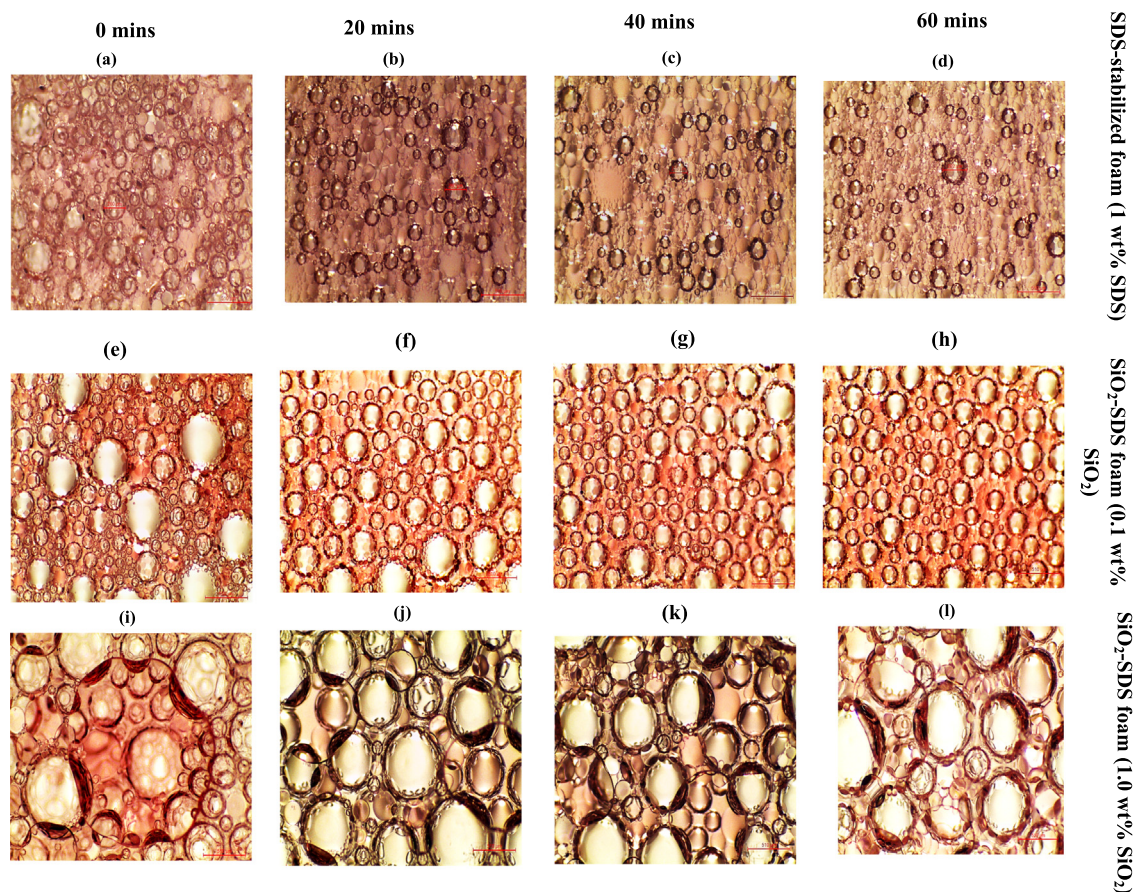 0 mins
20 mins
40 mins
60 mins
(a)
(b)
(c)
(d)
SDS-stabilized foam (1 wt% SDS)
(e)
(f)
(g)
(h)
SiO₂-SDS foam (0.1 wt%
SiO₂)
(i)
(j)
(k)
(l)
SiO₂-SDS foam (1.0 wt% SiO₂)